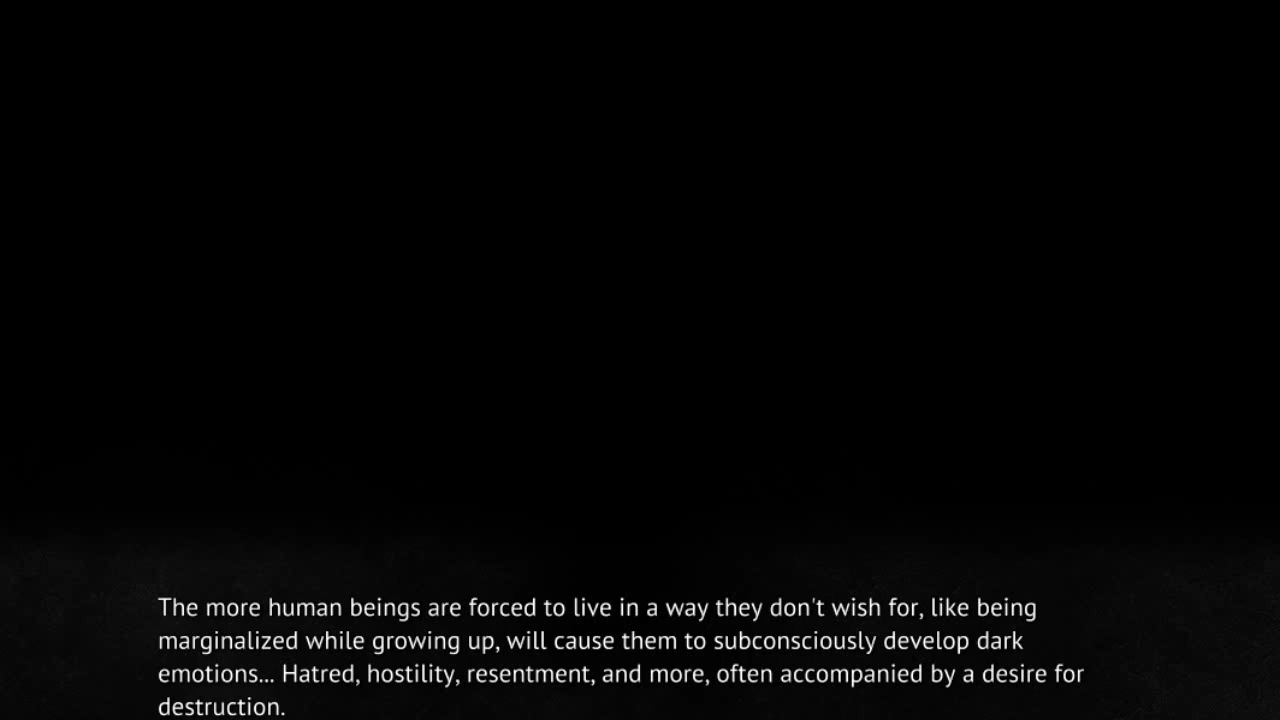 The more human beings are forced to live in a way they don't wish for, like being
marginalized while growing up, will cause them to subconsciously develop dark
emotions... Hatred, hostility, resentment, and more, often accompanied by a desire for
destruction.